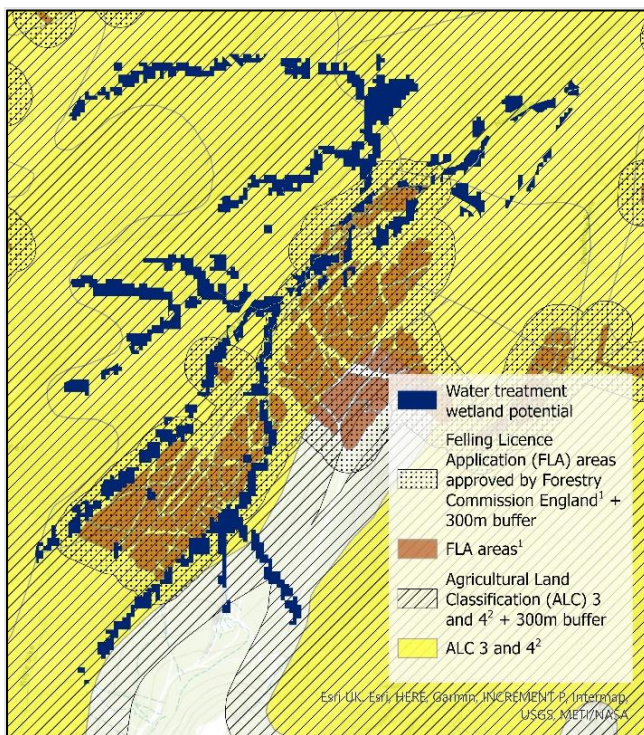 Water treatment
wetland potential
Felling Licence
Application (FLA) areas
approved by Forestry
Commission England¹ +
300m buffer
FLA areas¹
Agricultural Land
Classification (ALC) 3
and 4² + 300m buffer
ALC 3 and 4²
Esri UK, Esri, HERE, Garmin, INCREMENT P, Intermap,
USGS, METI/NASA